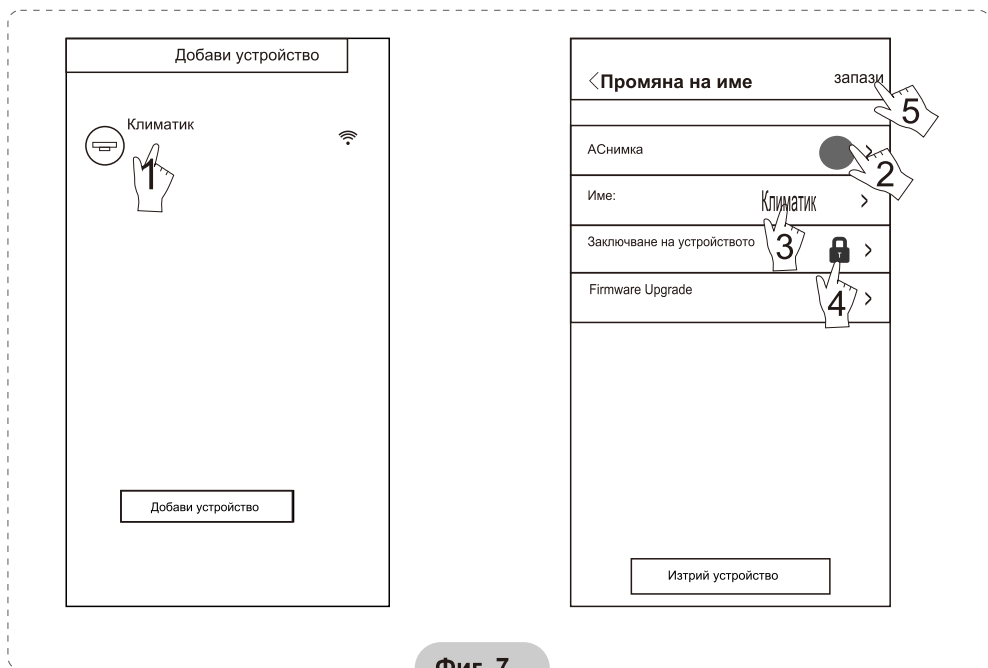 Добави устройство
Климатик
1
Добави устройство
Промяна на име
запази
5
АСнимка
2
Име:
Климатик
3
Заключване на устройството
4
Firmware Upgrade
Изтрий устройство
Фиг. 7